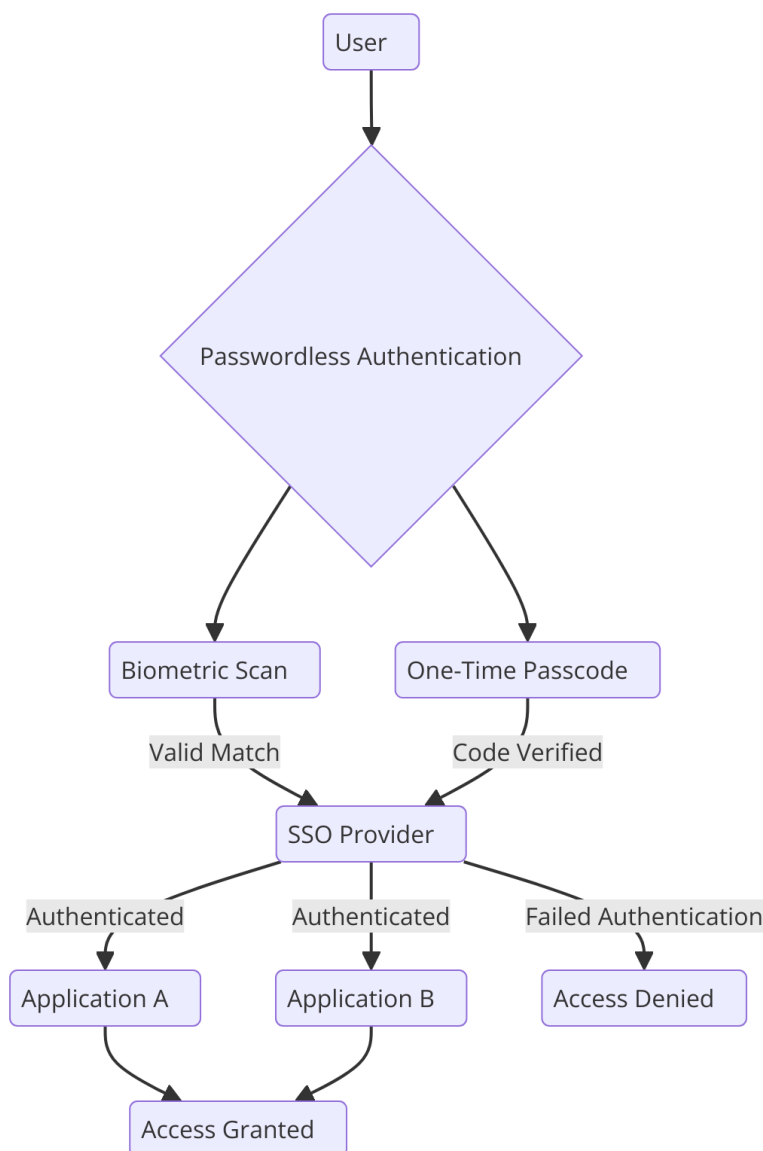 User
Passwordless Authentication
Biometric Scan
One-Time Passcode
Valid Match
Code Verified
SSO Provider
Authenticated
Authenticated
Failed Authentication
Application A
Application B
Access Denied
Access Granted